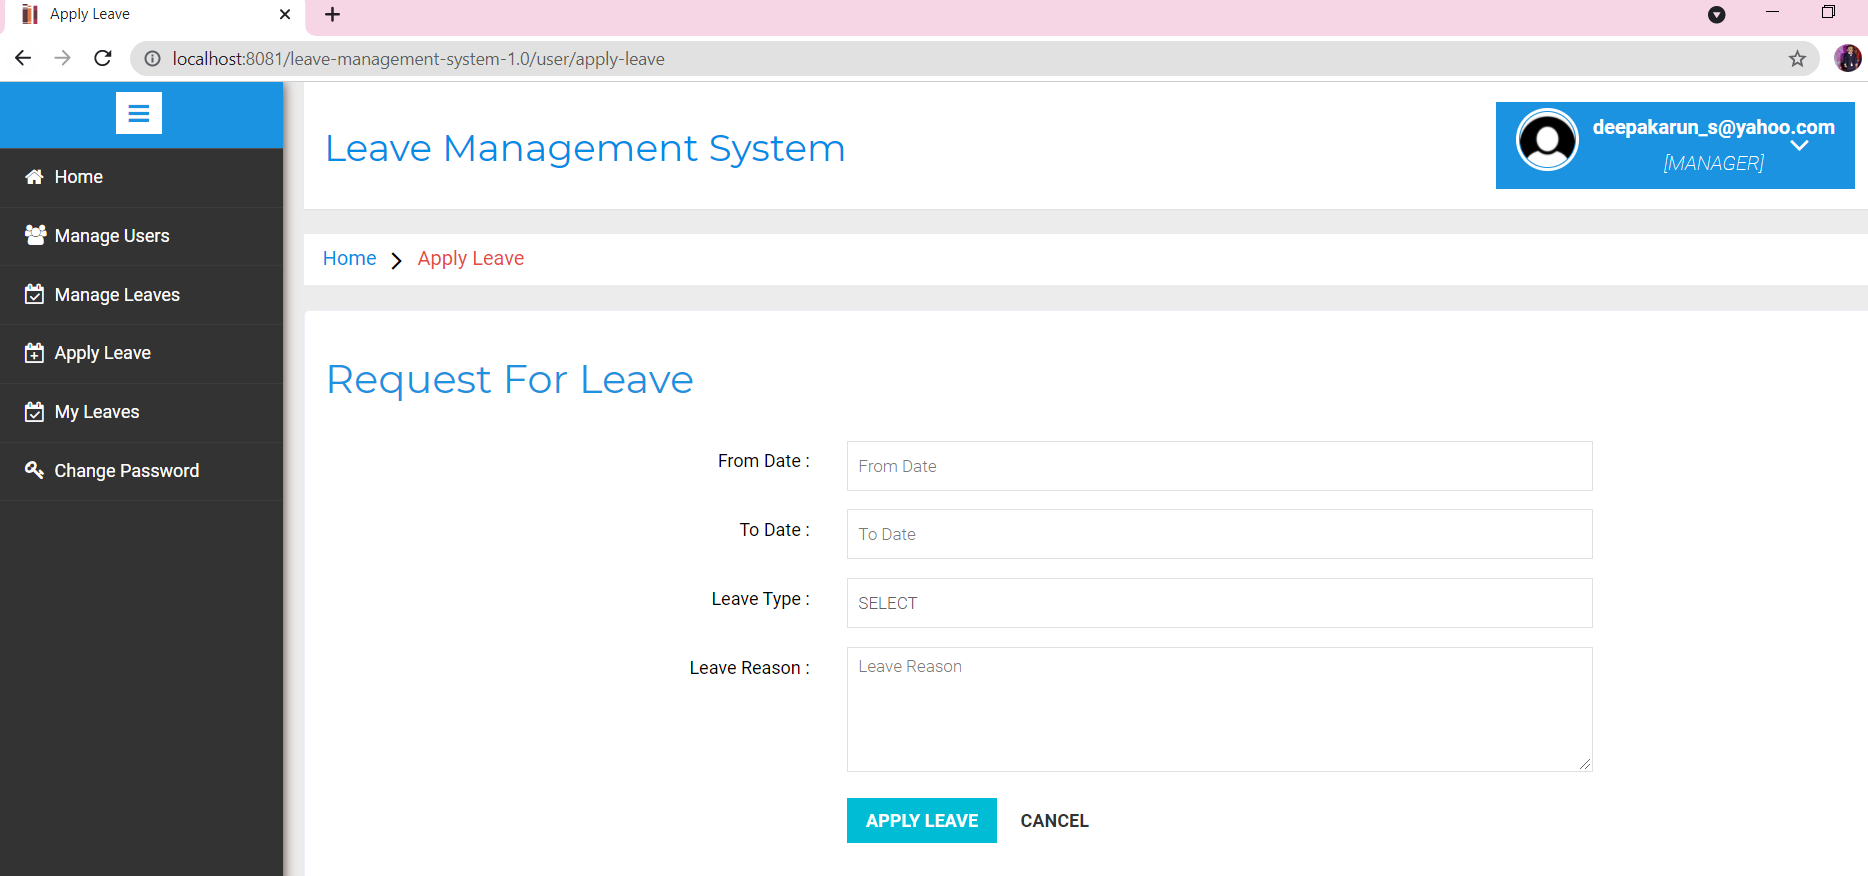 Apply Leave
localhost:8081/leave-management-system-1.0/user/apply-leave
Leave Management System
deepakarun_s@yahoo.com
[MANAGER]
Home
Manage Users
Manage Leaves
Apply Leave
My Leaves
Change Password
Home Apply Leave
Request For Leave
From Date : From Date
To Date : To Date
Leave Type : SELECT
Leave Reason : Leave Reason
APPLY LEAVE CANCEL